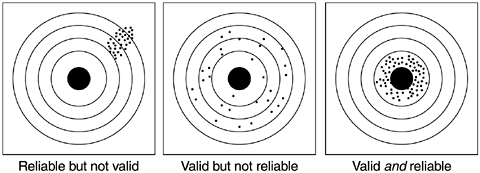 Reliable but not valid
Valid but not reliable
Valid and reliable